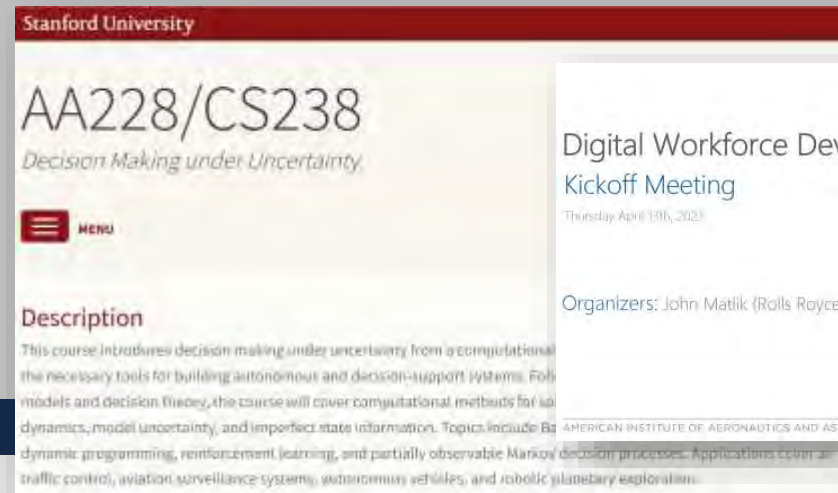 Stanford University
AA228/CS238
Decision Making under Uncertainty
MENU
Description
This course introduces decision making under uncertainty from a computational
the necessary tools for building autonomous and decision-support systems.
models and decision theory, the course will cover computational methods for
dynamics, model uncertainty, and imperfect state information. Topics include
dynamic programming, reinforcement learning, and partially observable Markov decision processes. Applications cover air
traffic control, aviation surveillance systems, autonomous vehicles, and robotic planetary exploration.
Digital Workforce Dev
Kickoff Meeting
Thursday April 13th, 2023
Organizers: John Matlik (Rolls Royce
AMERICAN INSTITUTE OF AERONAUTICS AND AS